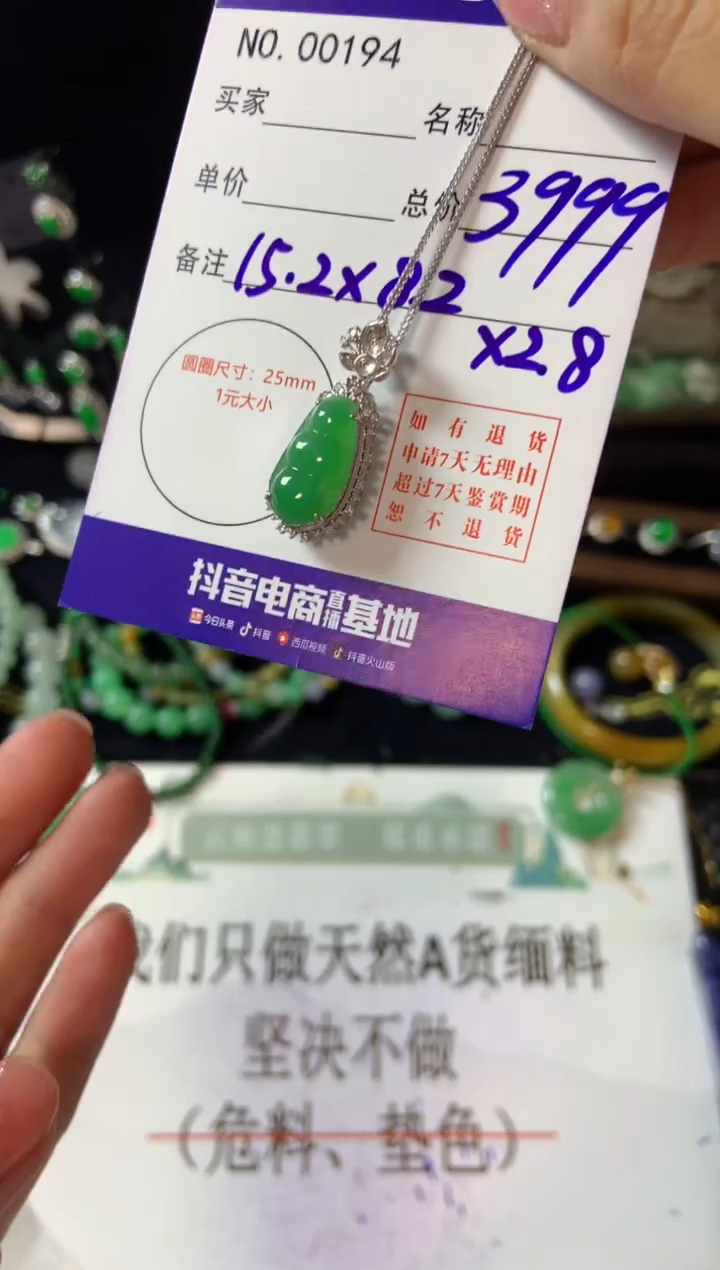 NO.00194
买家
名称
单价
总价 3999
备注 15.2×8.2
×2.8
圆圈尺寸：25mm
1元大小
如有退货
申请7天无理由
超过7天鉴赏期
恕不退货
抖音电商直播基地
今日头条 抖音 西瓜视频 抖音火山版
我们只做天然A货缅料
坚决不做
（危料、垫色）